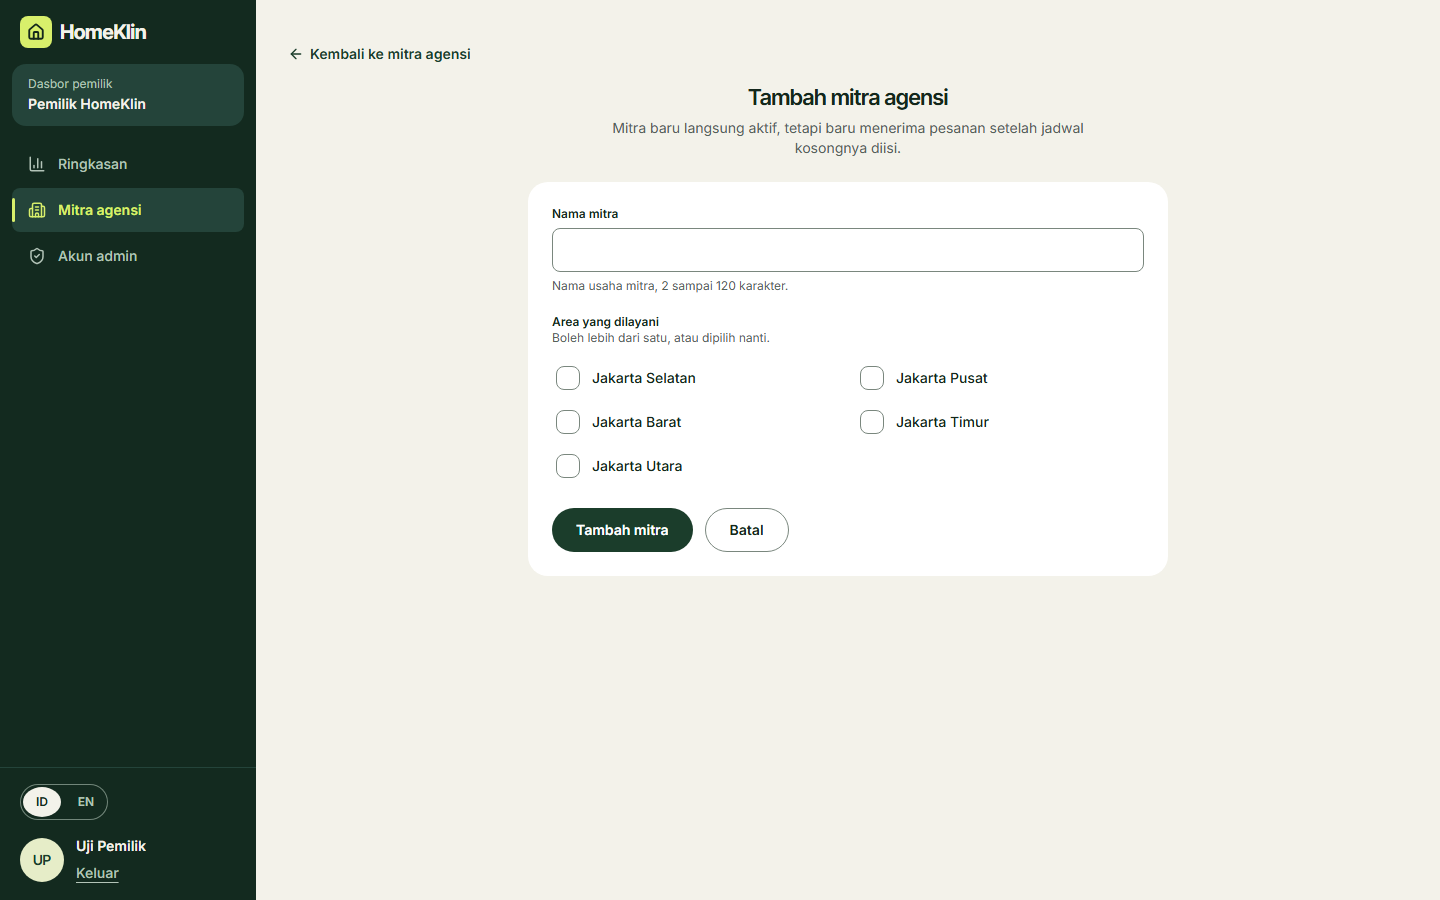 HomeKlin
Dasbor pemilik
Pemilik HomeKlin
Ringkasan
Mitra agensi
Akun admin
ID EN
UP
Uji Pemilik
Keluar
Kembali ke mitra agensi
Tambah mitra agensi
Mitra baru langsung aktif, tetapi baru menerima pesanan setelah jadwal
kosongnya diisi.
Nama mitra
Nama usaha mitra, 2 sampai 120 karakter.
Area yang dilayani
Boleh lebih dari satu, atau dipilih nanti.
Jakarta Selatan
Jakarta Pusat
Jakarta Barat
Jakarta Timur
Jakarta Utara
Tambah mitra
Batal